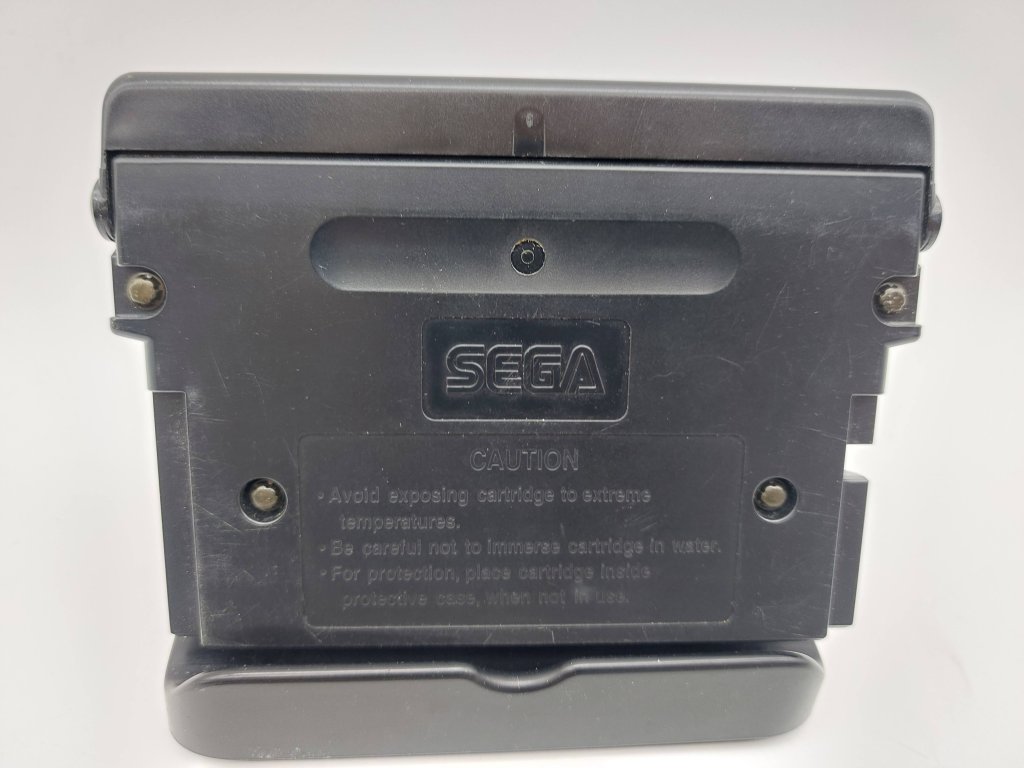 SEGA
CAUTION
• Avoid exposing cartridge to extreme
temperatures.
• Be careful not to immerse cartridge in water.
• For protection, place cartridge inside
protective case, when not in use.